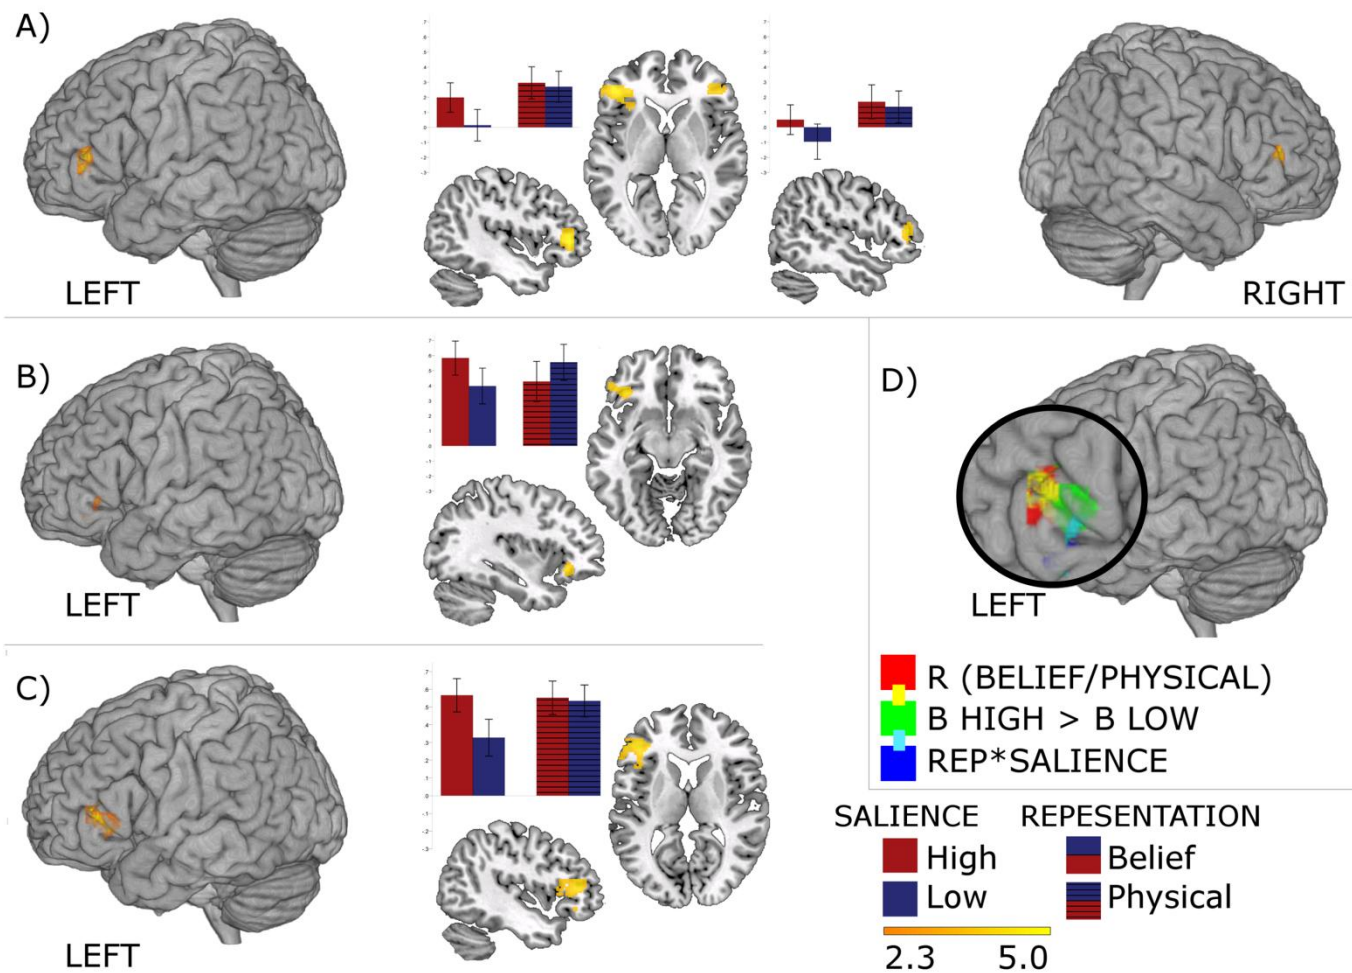 A)
LEFT
RIGHT
B)
LEFT
C)
LEFT
D)
LEFT
R (BELIEF/PHYSICAL)
B HIGH > B LOW
REP*SALIENCE
SALIENCE REPRESENTATION
High Belief
Low Physical
2.3 5.0